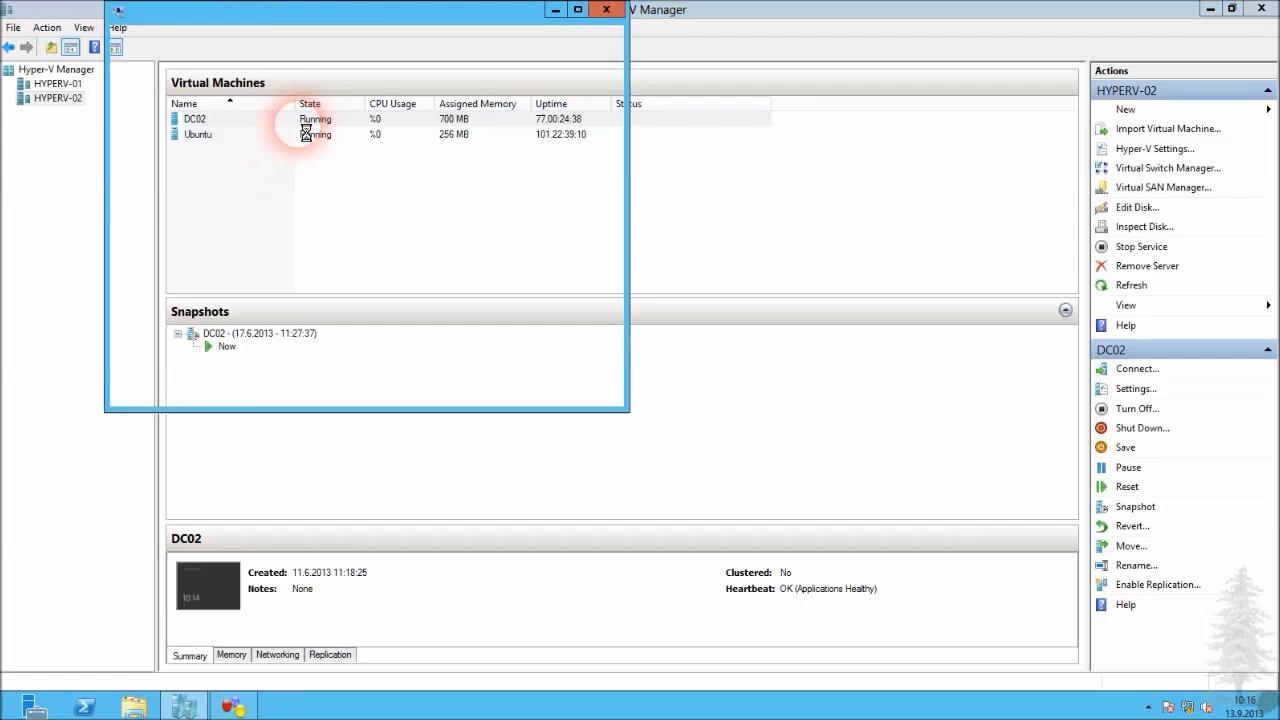 V Manager
File Action View Help
Hyper-V Manager
HYPERV-01
HYPERV-02
Virtual Machines
Name State CPU Usage Assigned Memory Uptime Status
DC02 Running %0 700 MB 77.00:24:38
Ubuntu Running %0 256 MB 101.22:39:10
Snapshots
DC02 - (17.6.2013 - 11:27:37)
Now
DC02
Created: 11.6.2013 11:18:25 Clustered: No
Notes: None Heartbeat: OK (Applications Healthy)
10:14
Summary Memory Networking Replication
Actions
HYPERV-02
New
Import Virtual Machine...
Hyper-V Settings...
Virtual Switch Manager...
Virtual SAN Manager...
Edit Disk...
Inspect Disk...
Stop Service
Remove Server
Refresh
View
Help
DC02
Connect...
Settings...
Turn Off...
Shut Down...
Save
Pause
Reset
Snapshot
Revert...
Move...
Rename...
Enable Replication...
Help
10:16
13.9.2013